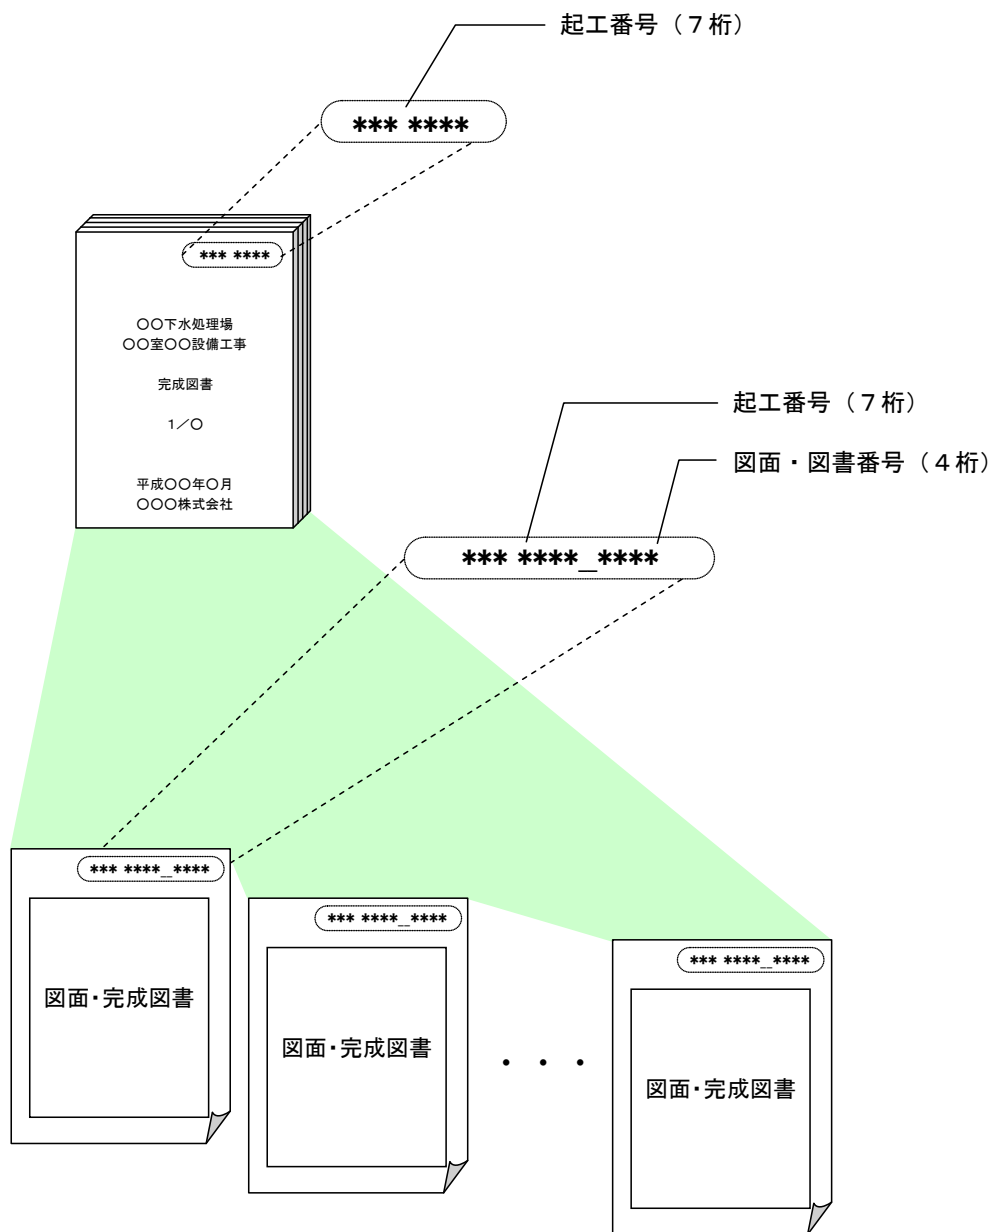 起工番号（７桁）
*** ****
*** ****
○○下水処理場
○○室○○設備工事
完成図書
１／○
平成○○年○月
○○○株式会社
起工番号（７桁）
図面・図書番号（４桁）
*** ****_****
*** ****_****
図面・完成図書
*** ****_****
図面・完成図書
・・・
*** ****_****
図面・完成図書